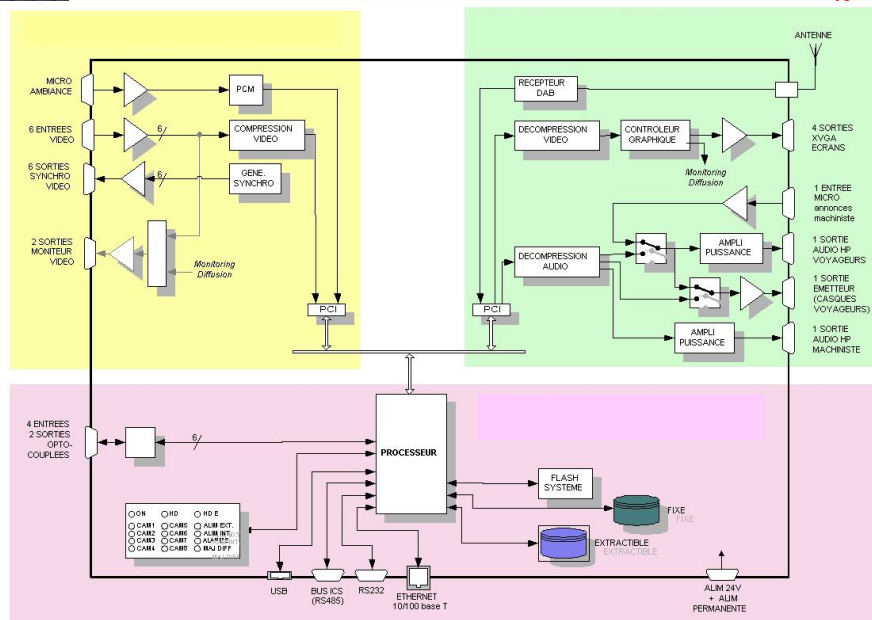 ANTENNE
MICRO
AMBIANCE
PCM
RECEPTEUR
DAB
6 ENTREES
VIDEO
6
COMPRESSION
VIDEO
DECOMPRESSION
VIDEO
CONTROLEUR
GRAPHIQUE
4 SORTIES
XVGA
ECRANS
6 SORTIES
SYNCHRO
VIDEO
6
GENE.
SYNCHRO
Monitoring
Diffusion
1 ENTREE
MICRO
annonces
machiniste
2 SORTIES
MONITEUR
VIDEO
Monitoring
Diffusion
DECOMPRESSION
AUDIO
AMPLI
PUISSANCE
1 SORTIE
AUDIO HP
VOYAGEURS
1 SORTIE
EMETTEUR
(CASQUES
VOYAGEURS)
PCI
PCI
AMPLI
PUISSANCE
1 SORTIE
AUDIO HP
MACHINISTE
4 ENTREES
2 SORTIES
OPTO-
COUPLEES
6
PROCESSEUR
FLASH
SYSTEME
FIXE
FIXE
EXTRACTIBLE
EXTRACTIBLE
ON HD HD E
CAM1 CAM5 ALIM EXT.
CAM2 CAM6 ALIM INT
CAM3 CAM7 ALARME
CAM4 CAM8 MAJ DIFF
USB
BUS ICS
(RS485)
RS232
ETHERNET
10/100 base T
ALIM 24V
+ ALIM
PERMANENTE